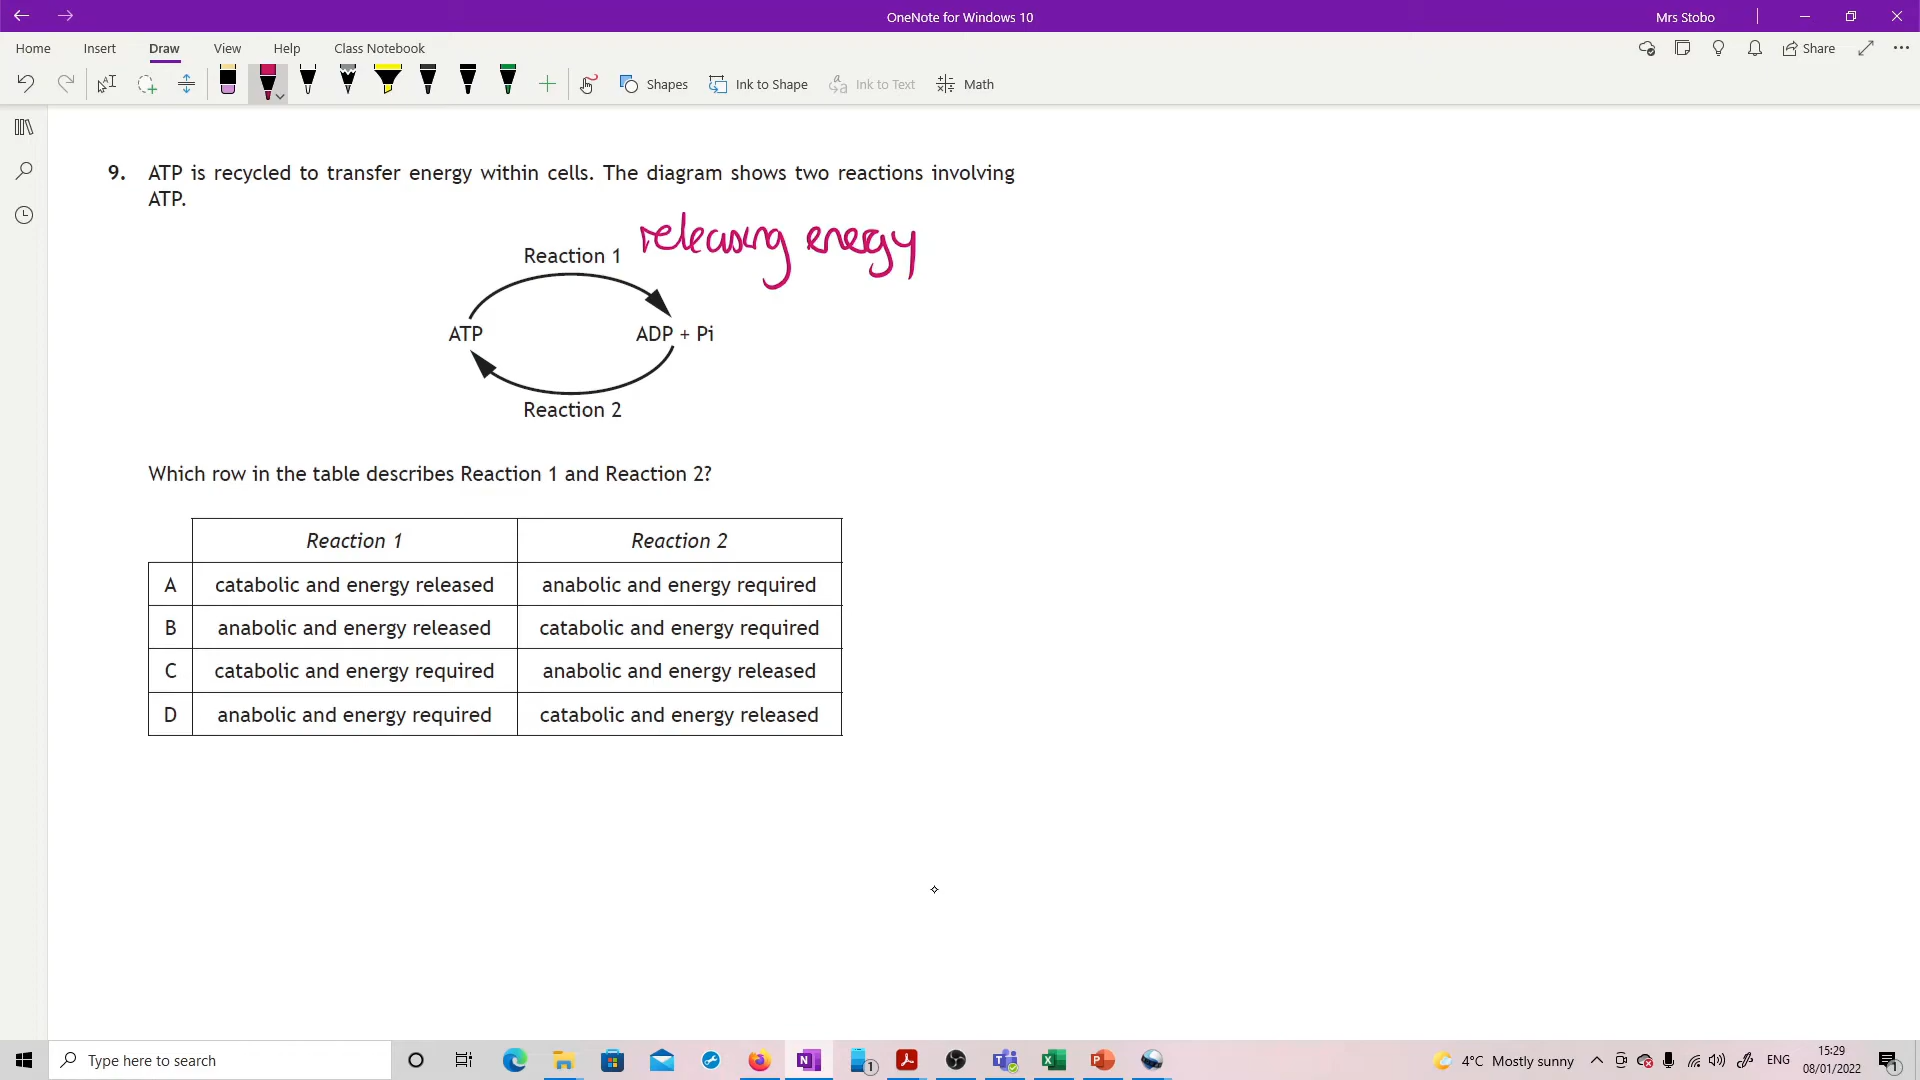 OneNote for Windows 10
Mrs Stobo
Home Insert Draw View Help Class Notebook
Share
Shapes Ink to Shape Ink to Text Math
9. ATP is recycled to transfer energy within cells. The diagram shows two reactions involving
ATP.
releasing energy
Reaction 1
ATP ADP + Pi
Reaction 2
Which row in the table describes Reaction 1 and Reaction 2?
Reaction 1 Reaction 2
A catabolic and energy released anabolic and energy required
B anabolic and energy released catabolic and energy required
C catabolic and energy required anabolic and energy released
D anabolic and energy required catabolic and energy released
Type here to search
4°C Mostly sunny
ENG
15:29
08/01/2022